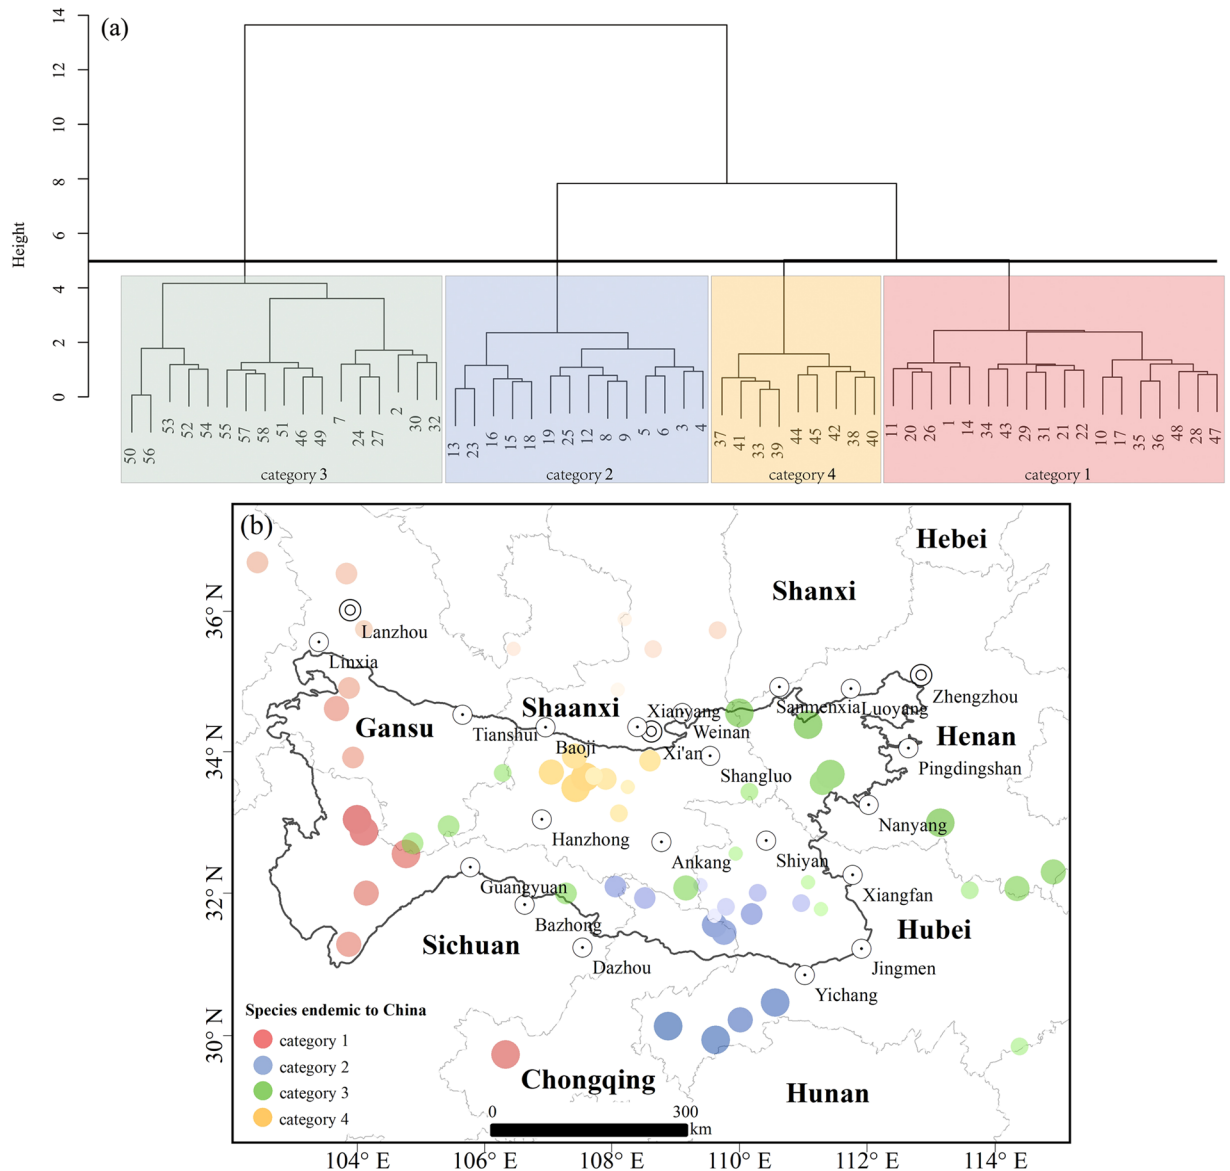 (a)
14
12
10
8
6
4
2
0
Height
50 56 53 52 54 55 57 58 51 46 49 7 24 27 2 30 32
13 23 16 15 18 19 25 12 8 9 5 6 3 4
37 41 33 39 44 45 42 38 40
11 20 26 1 14 34 43 29 31 21 22 10 17 35 36 48 28 47
category 3 category 2 category 4 category 1
(b)
Hebei
Shanxi
36° N
Lanzhou
Linxia
Zhengzhou
Shaanxi
Xianyang
Sanmenxia
Luoyang
Gansu
Tianshui
Weinan
Henan
Baoji
Xi'an
34° N
Shangluo
Pingdingshan
Nanyang
Hanzhong
Ankang
Shiyan
Guangyuan
Xiangfan
32° N
Bazhong
Hubei
Sichuan
Dazhou
Jingmen
Yichang
Species endemic to China
category 1
category 2
category 3
category 4
30° N
Chongqing
Hunan
0 300
km
104° E 106° E 108° E 110° E 112° E 114° E